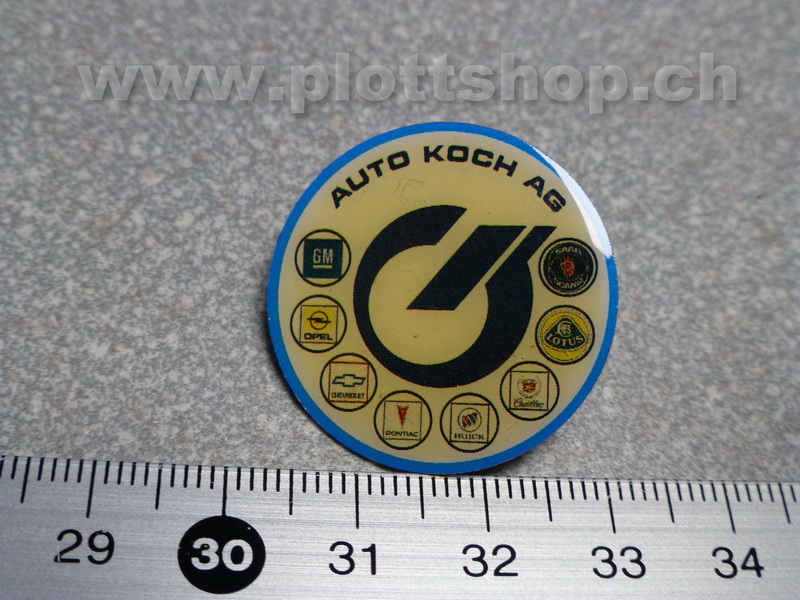 www.plottshop.ch
AUTO KOCH AG
GM
OPEL
CHEVROLET
PONTIAC
BUICK
Cadillac
LOTUS
SAAB
SCANIA
29 30 31 32 33 34